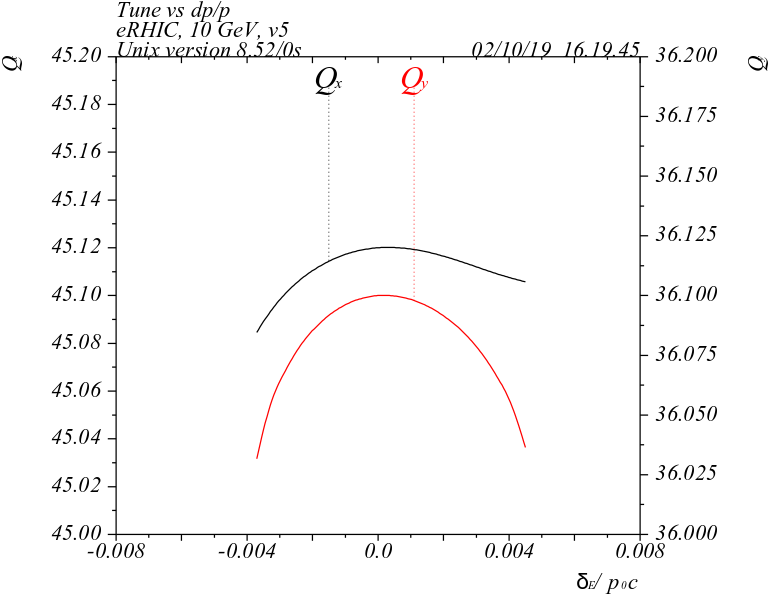 Tune vs dp/p
eRHIC, 10 GeV, v5
Unix version 8.52/0s 02/10/19 16.19.45
Q
Q
Qx
Qy
45.20
45.18
45.16
45.14
45.12
45.10
45.08
45.06
45.04
45.02
45.00
36.200
36.175
36.150
36.125
36.100
36.075
36.050
36.025
36.000
-0.008 -0.004 0.0 0.004 0.008
δE/ p0c